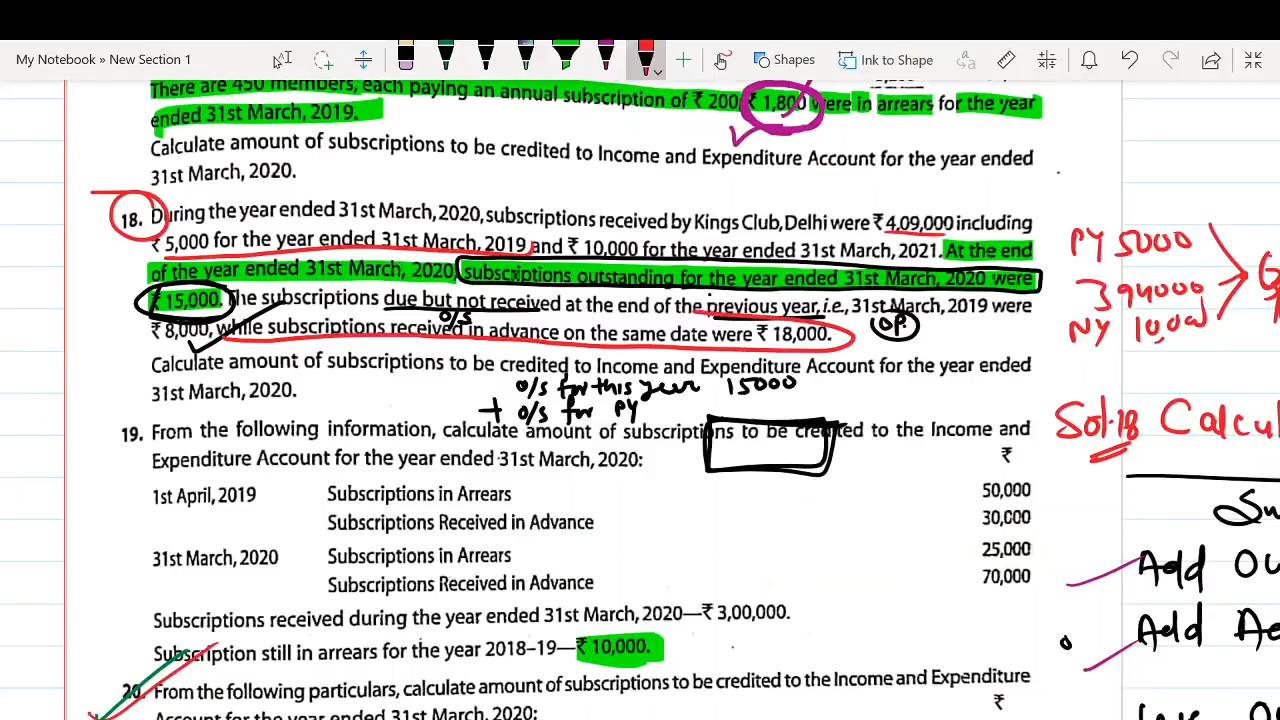 My Notebook » New Section 1
Shapes
Ink to Shape
There are 450 members, each paying an annual subscription of ₹ 200, ₹ 1,800 were in arrears for the year
ended 31st March, 2019.
Calculate amount of subscriptions to be credited to Income and Expenditure Account for the year ended
31st March, 2020.
18. During the year ended 31st March, 2020, subscriptions received by Kings Club, Delhi were ₹ 4,09,000 including
₹ 5,000 for the year ended 31st March, 2019 and ₹ 10,000 for the year ended 31st March, 2021. At the end
of the year ended 31st March, 2020, subscriptions outstanding for the year ended 31st March, 2020 were
₹ 15,000. The subscriptions due but not received at the end of the previous year, i.e., 31st March, 2019 were
O/S
₹ 8,000, while subscriptions received in advance on the same date were ₹ 18,000.
OP.
Calculate amount of subscriptions to be credited to Income and Expenditure Account for the year ended
31st March, 2020.
O/S for this year 15000
+ O/S for PY
PY 5000
394000
NY
Sol.18 Calcu
19. From the following information, calculate amount of subscriptions to be credited to the Income and
Expenditure Account for the year ended 31st March, 2020:
₹
1st April, 2019 Subscriptions in Arrears 50,000
Subscriptions Received in Advance 30,000
31st March, 2020 Subscriptions in Arrears 25,000
Subscriptions Received in Advance 70,000
Subscriptions received during the year ended 31st March, 2020—₹ 3,00,000.
Subscription still in arrears for the year 2018–19—₹ 10,000.
Su
Add Ou
Add Ad
20. From the following particulars, calculate amount of subscriptions to be credited to the Income and Expenditure
₹
Account for the year ended 31st March, 2020: